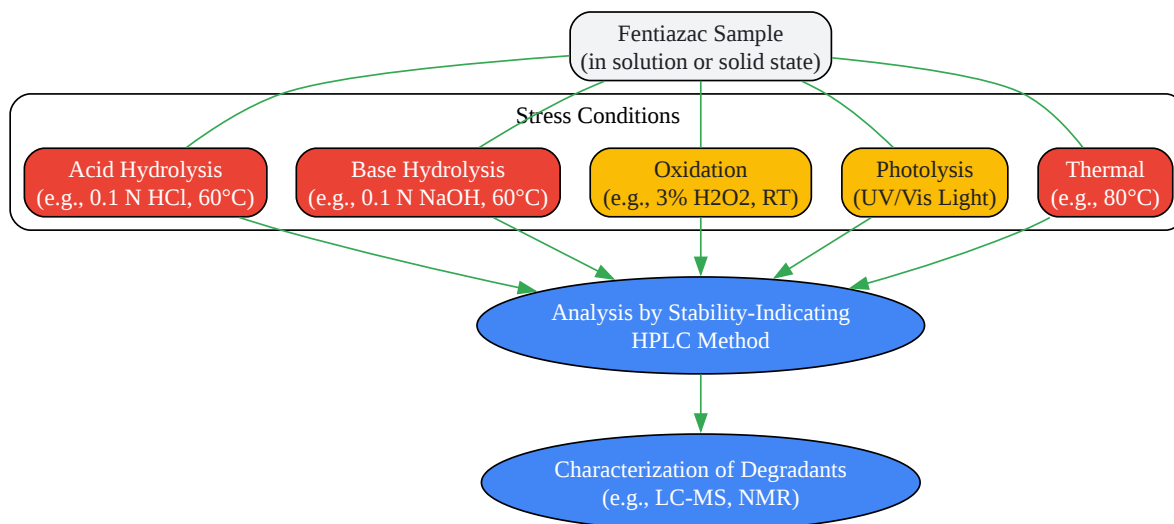 Fentiazac Sample
(in solution or solid state)
Stress Conditions
Acid Hydrolysis
(e.g., 0.1 N HCl, 60°C)
Base Hydrolysis
(e.g., 0.1 N NaOH, 60°C)
Oxidation
(e.g., 3% H2O2, RT)
Photolysis
(UV/Vis Light)
Thermal
(e.g., 80°C)
Analysis by Stability-Indicating
HPLC Method
Characterization of Degradants
(e.g., LC-MS, NMR)